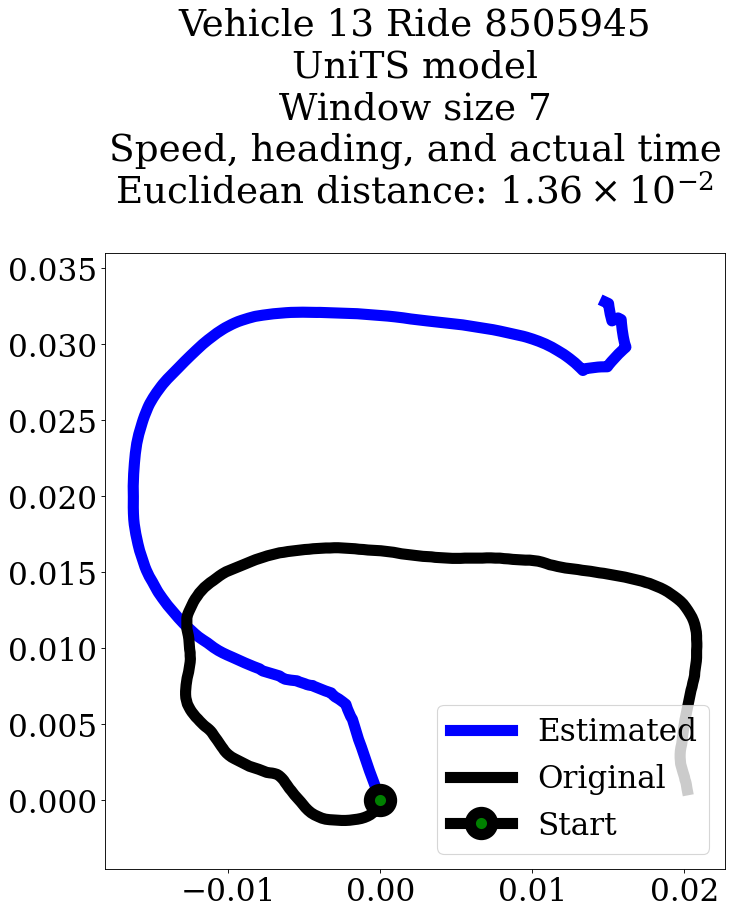 Vehicle 13 Ride 8505945
UniTS model
Window size 7
Speed, heading, and actual time
Euclidean distance: 1.36 × 10⁻²
0.035
0.030
0.025
0.020
0.015
0.010
0.005
0.000
−0.01 0.00 0.01 0.02
Estimated
Original
Start